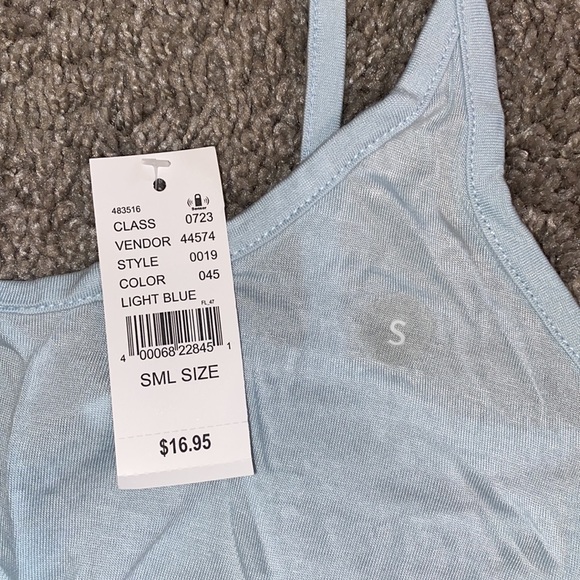 483516
CLASS 0723
VENDOR 44574
STYLE 0019
COLOR 045
LIGHT BLUE FL_47
4 00068 22845 1
SML SIZE
$16.95
S